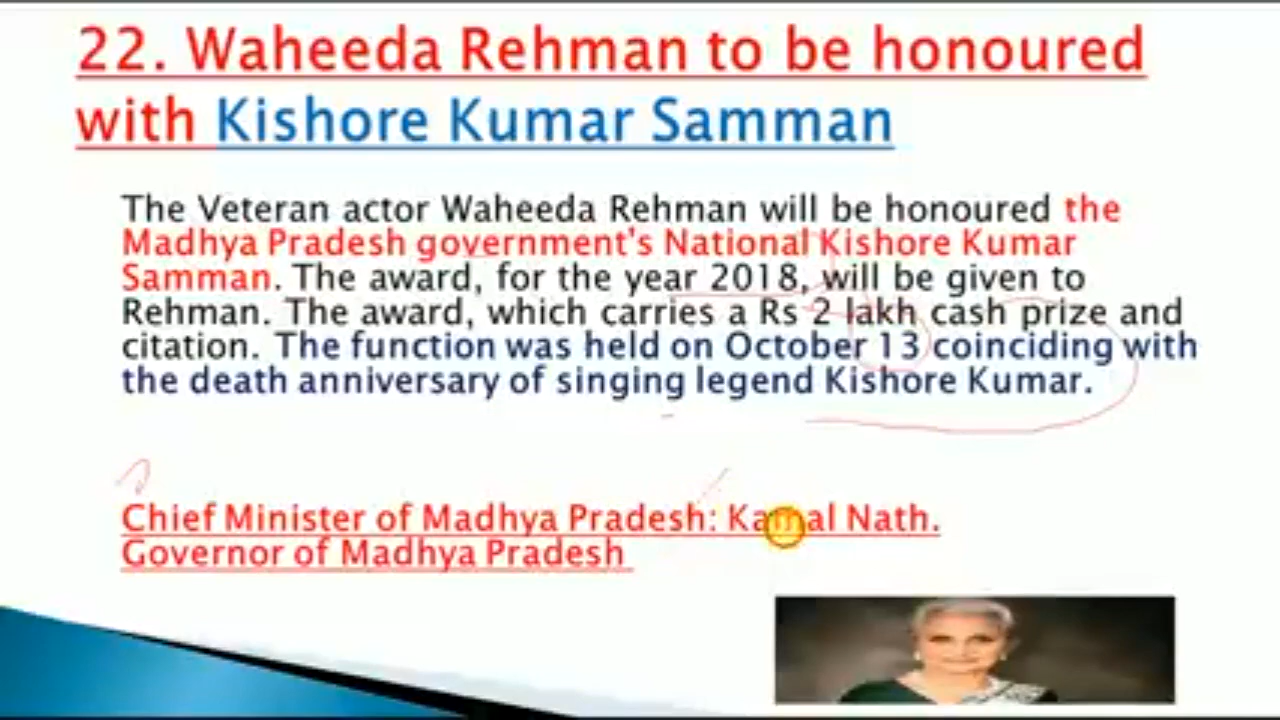 22. Waheeda Rehman to be honoured
with Kishore Kumar Samman
The Veteran actor Waheeda Rehman will be honoured the
Madhya Pradesh government's National Kishore Kumar
Samman. The award, for the year 2018, will be given to
Rehman. The award, which carries a Rs 2 lakh cash prize and
citation. The function was held on October 13 coinciding with
the death anniversary of singing legend Kishore Kumar.
Chief Minister of Madhya Pradesh: Kamal Nath.
Governor of Madhya Pradesh